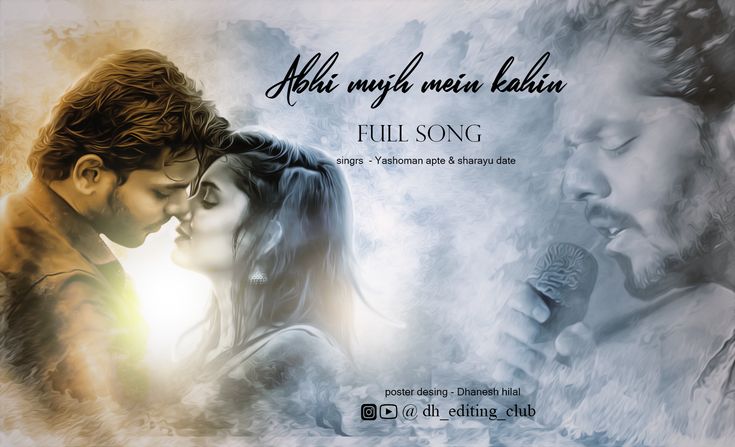 Abhi mujh mein kahin
FULL SONG
singrs - Yashoman apte & sharayu date
poster desing - Dhanesh hilal
@ dh_editing_club